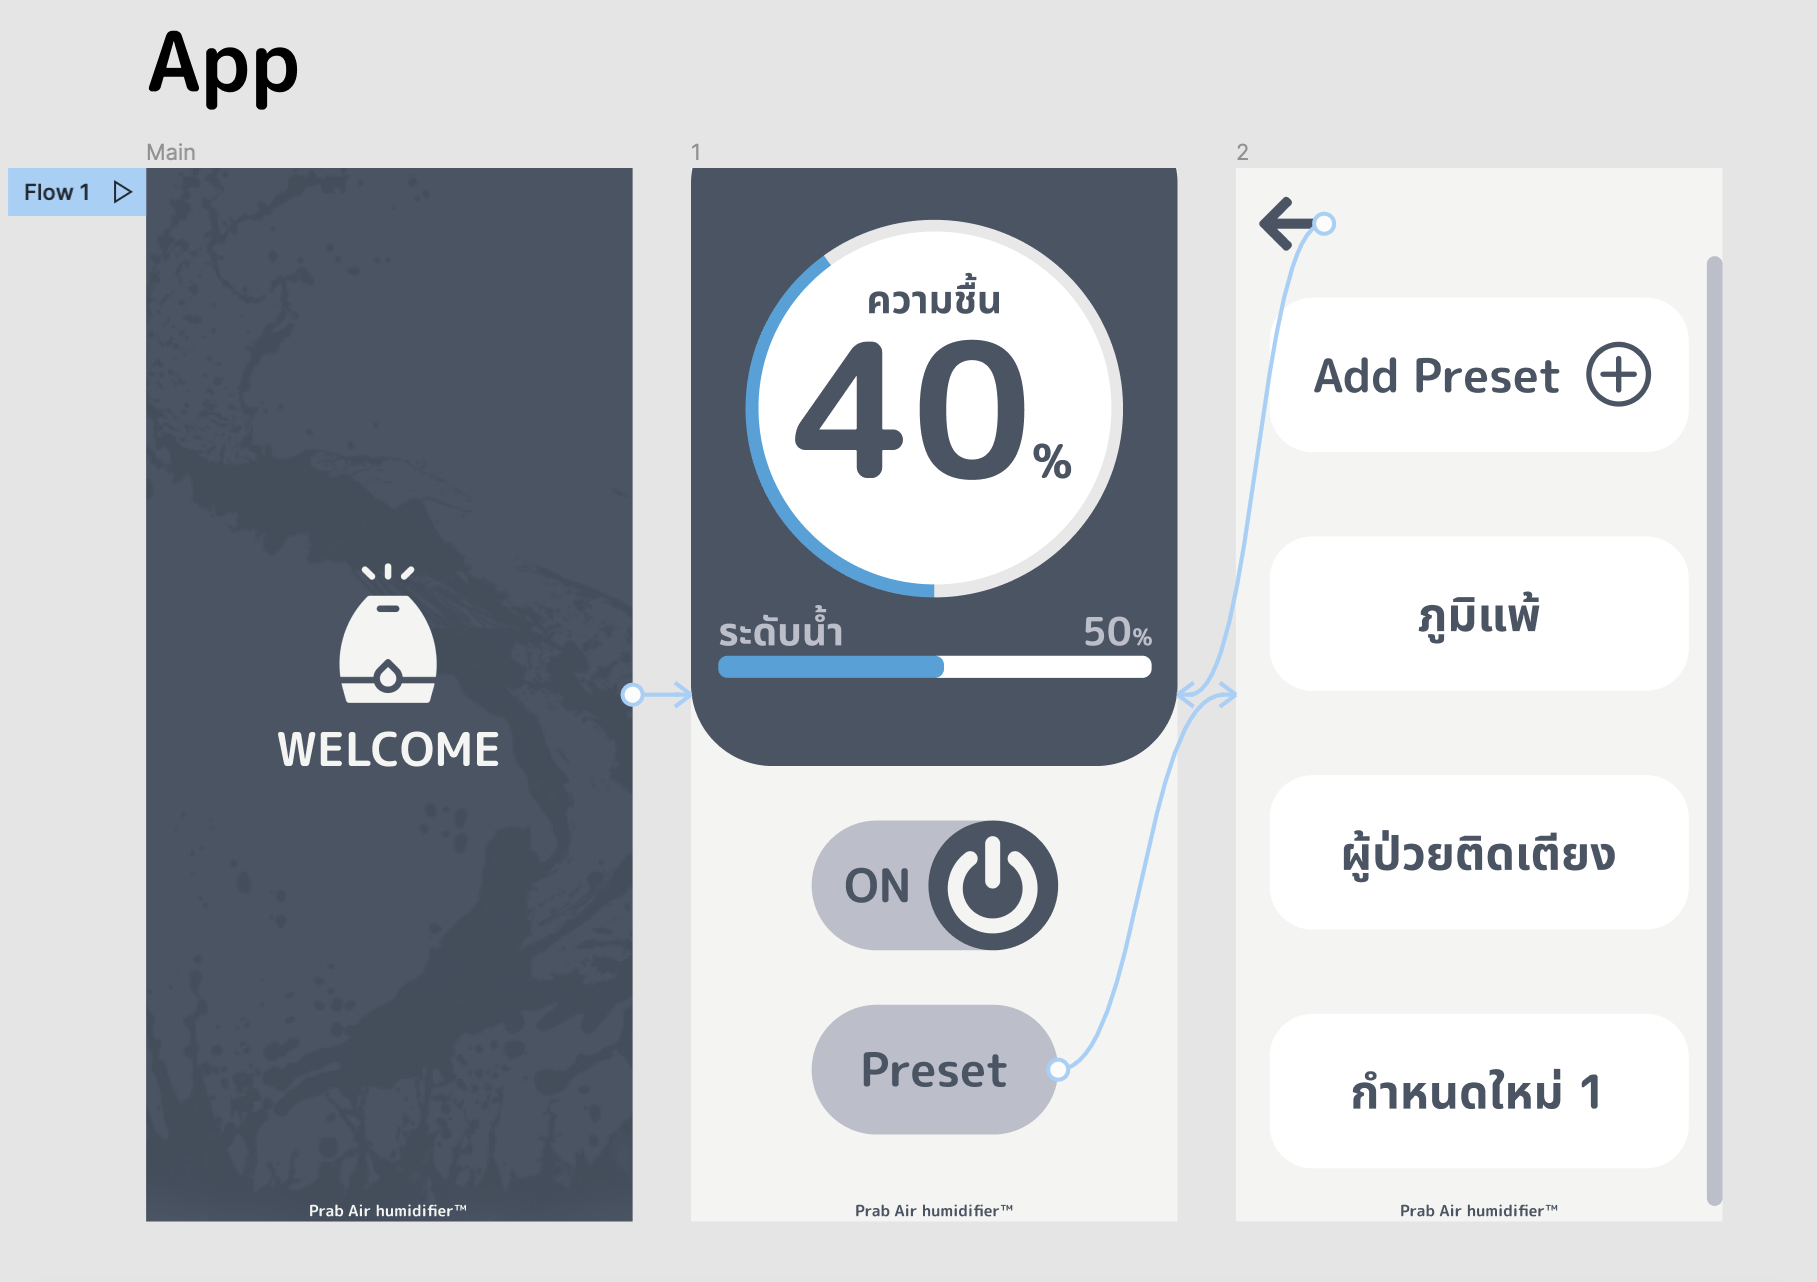 App
Main
1
2
Flow 1
WELCOME
Prab Air humidifier™
ความชื้น
40%
ระดับน้ำ 50%
ON
Preset
Prab Air humidifier™
Add Preset
ภูมิแพ้
ผู้ป่วยติดเตียง
กำหนดใหม่ 1
Prab Air humidifier™